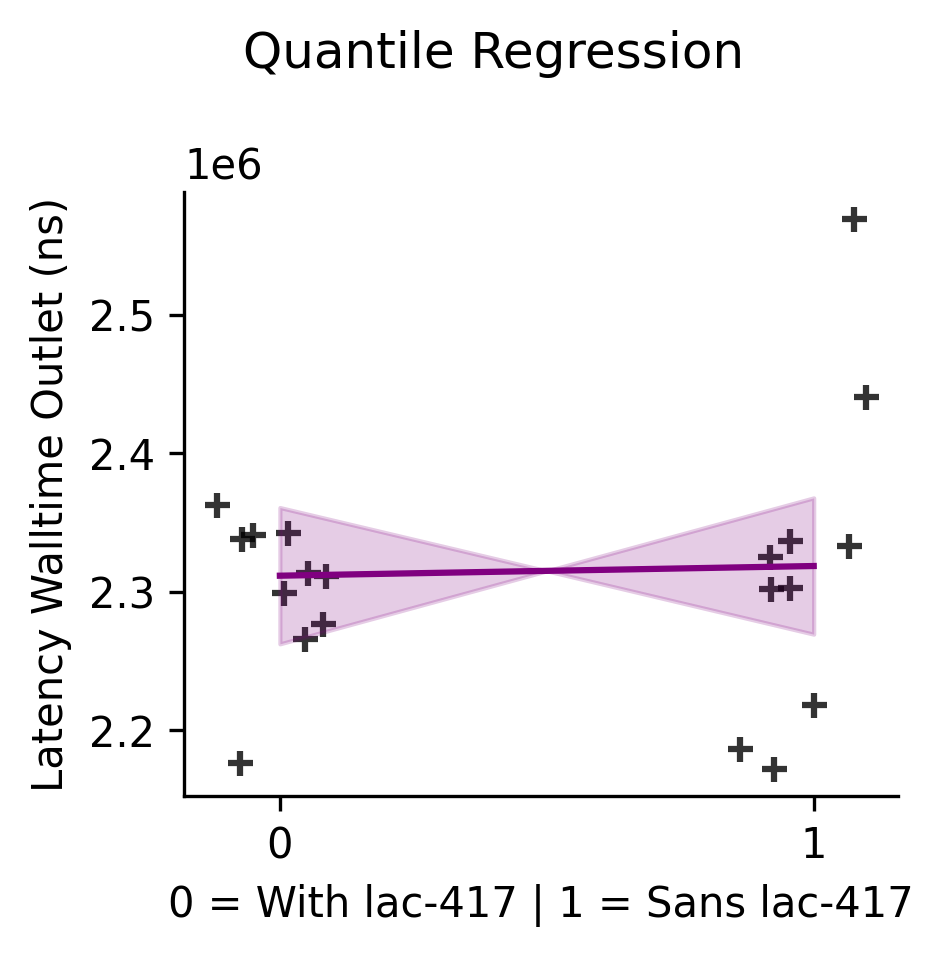 Quantile Regression
1e6
Latency Walltime Outlet (ns)
2.5
2.4
2.3
2.2
0
1
0 = With lac-417 | 1 = Sans lac-417